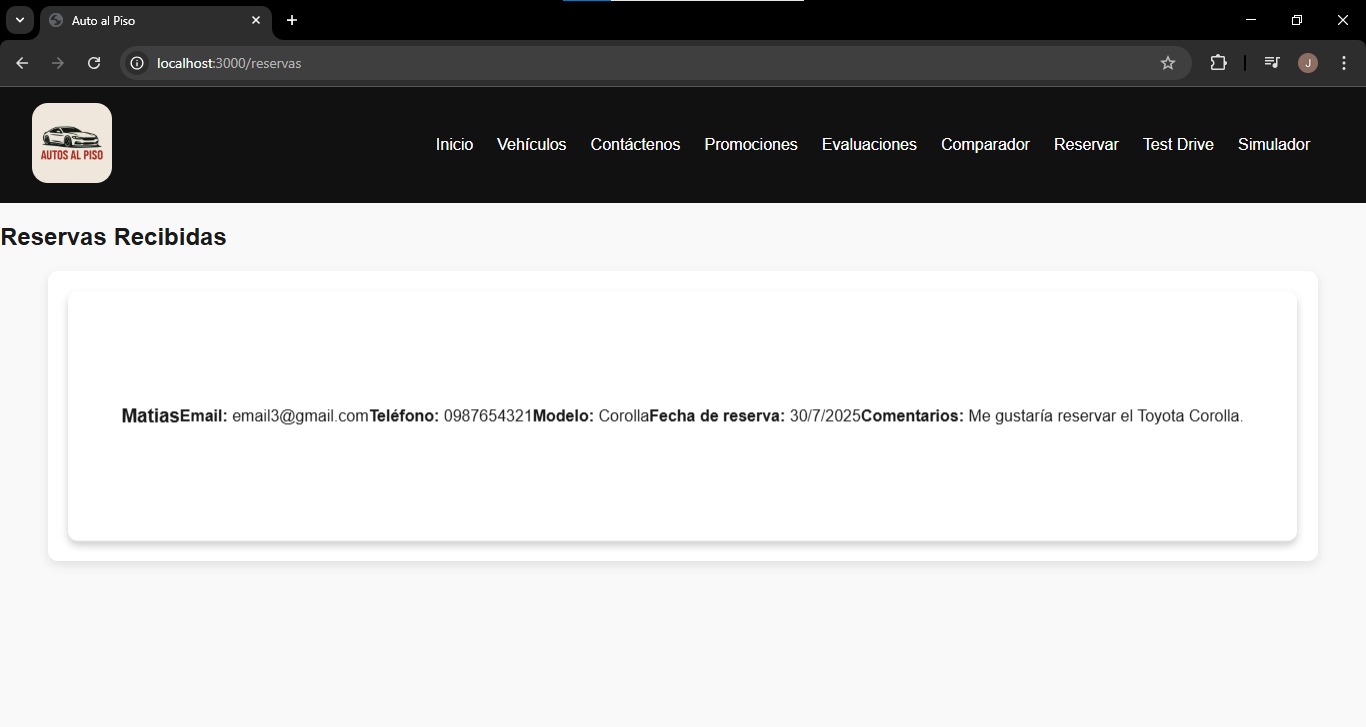 Auto al Piso
localhost:3000/reservas
J
AUTOS AL PISO
Inicio Vehículos Contáctenos Promociones Evaluaciones Comparador Reservar Test Drive Simulador
Reservas Recibidas
MatiasEmail: email3@gmail.comTeléfono: 0987654321Modelo: CorollaFecha de reserva: 30/7/2025Comentarios: Me gustaría reservar el Toyota Corolla.